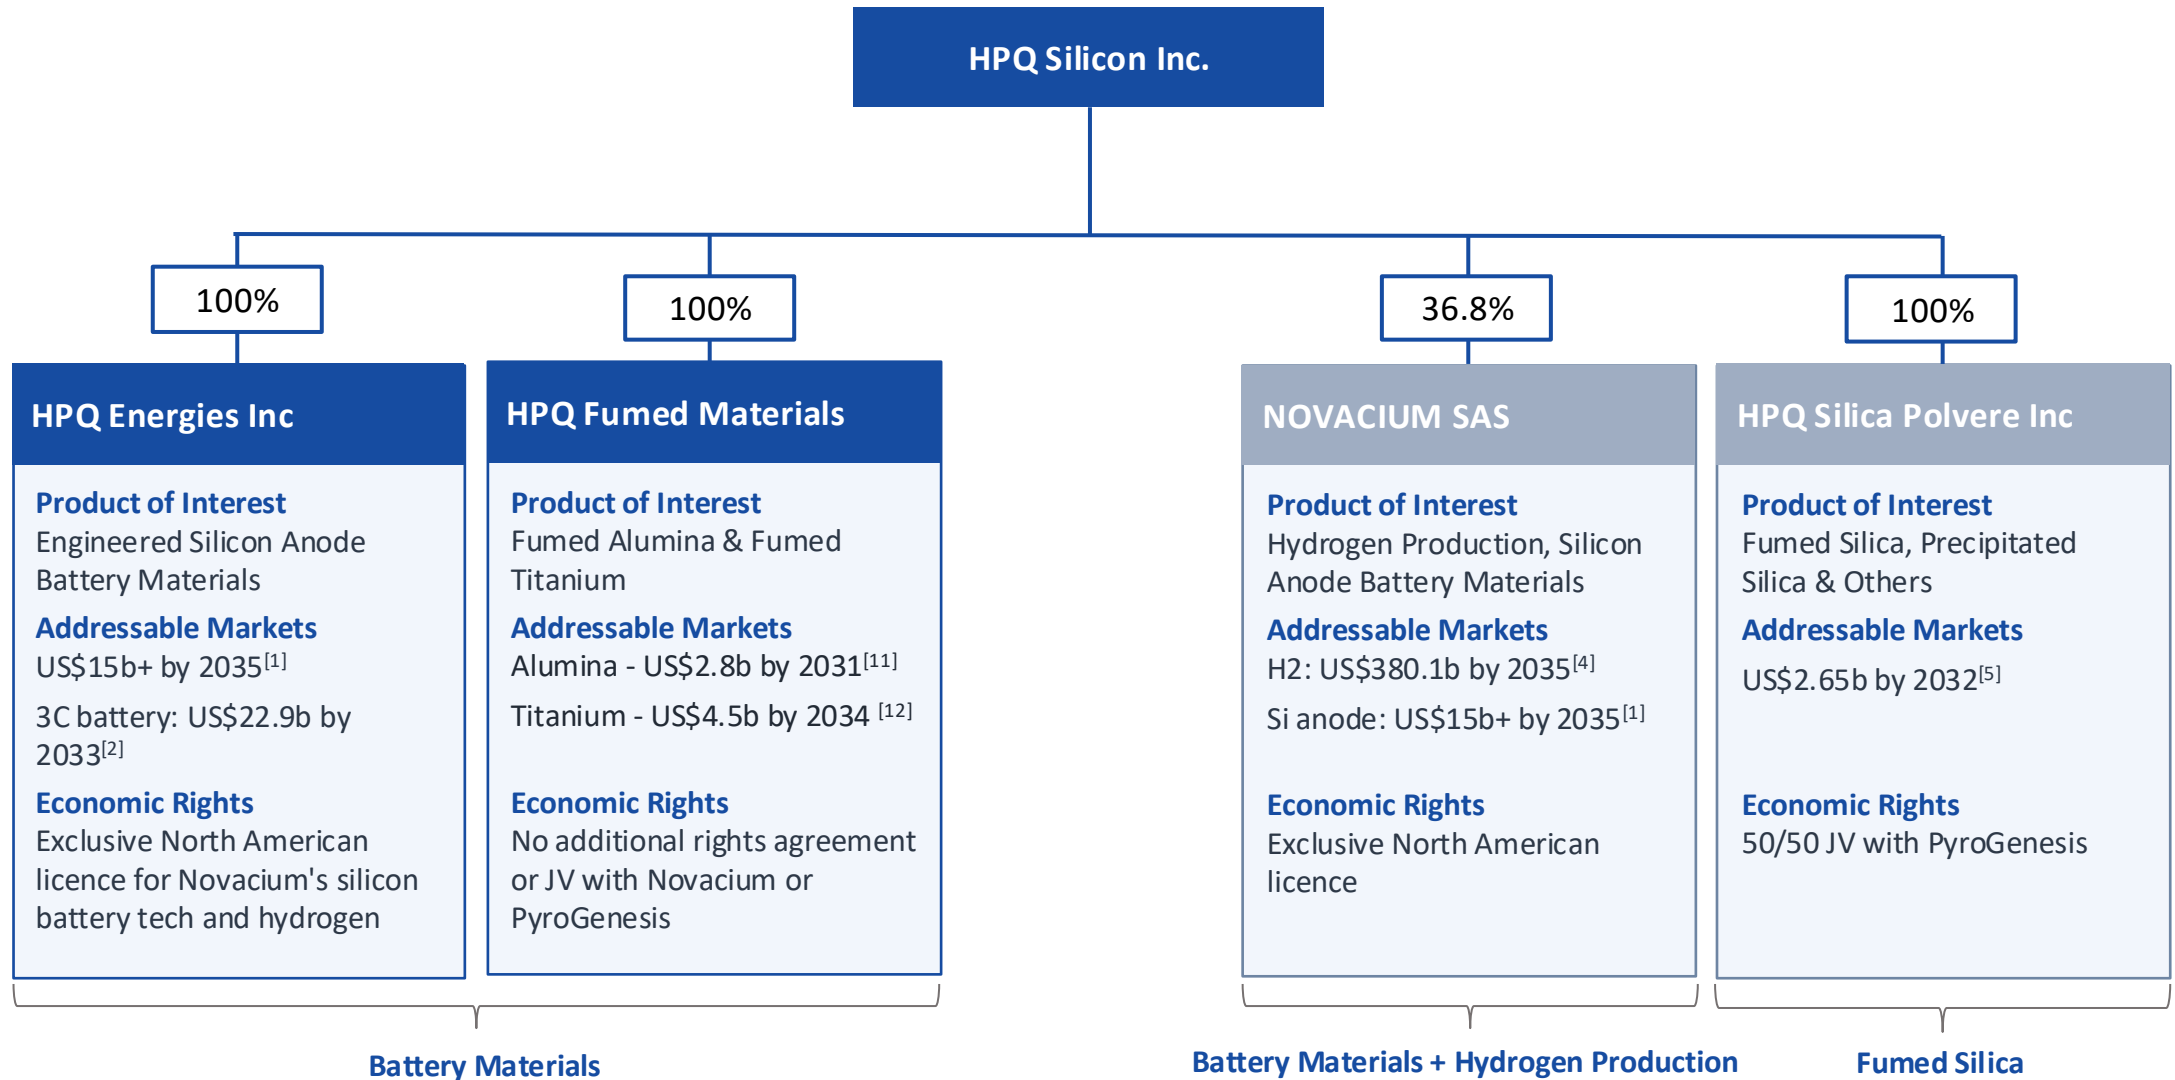 HPQ Silicon Inc.
100%
100%
36.8%
100%
HPQ Energies Inc
Product of Interest
Engineered Silicon Anode
Battery Materials
Addressable Markets
US$15b+ by 2035[1]
3C battery: US$22.9b by
2033[2]
Economic Rights
Exclusive North American
licence for Novacium's silicon
battery tech and hydrogen
HPQ Fumed Materials
Product of Interest
Fumed Alumina & Fumed
Titanium
Addressable Markets
Alumina - US$2.8b by 2031[11]
Titanium - US$4.5b by 2034 [12]
Economic Rights
No additional rights agreement
or JV with Novacium or
PyroGenesis
NOVACIUM SAS
Product of Interest
Hydrogen Production, Silicon
Anode Battery Materials
Addressable Markets
H2: US$380.1b by 2035[4]
Si anode: US$15b+ by 2035[1]
Economic Rights
Exclusive North American
licence
HPQ Silica Polvere Inc
Product of Interest
Fumed Silica, Precipitated
Silica & Others
Addressable Markets
US$2.65b by 2032[5]
Economic Rights
50/50 JV with PyroGenesis
Battery Materials
Battery Materials + Hydrogen Production
Fumed Silica